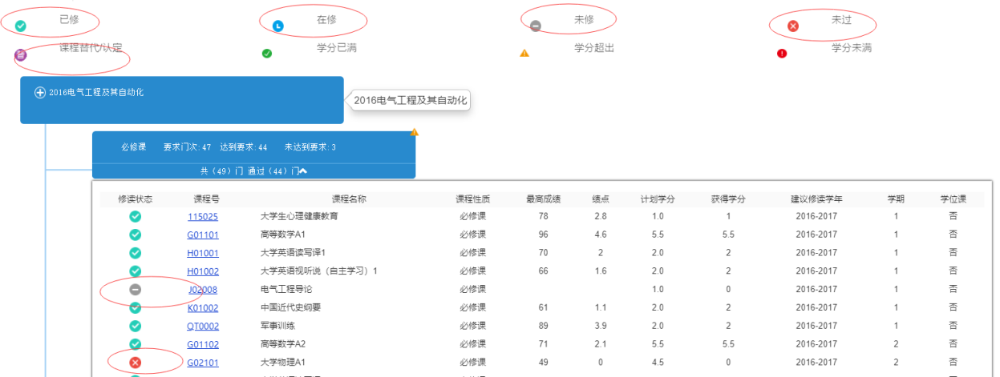 已修 在修 未修 未过
课程替代/认定 学分已满 学分超出 学分未满
2016电气工程及其自动化
2016电气工程及其自动化
必修课 要求门次:47 达到要求:44 未达到要求:3
共（49）门 通过（44）门
修读状态 课程号 课程名称 课程性质 最高成绩 绩点 计划学分 获得学分 建议修读学年 学期 学位课
115025 大学生心理健康教育 必修课 78 2.8 1.0 1 2016-2017 1 否
G01101 高等数学A1 必修课 96 4.6 5.5 5.5 2016-2017 1 否
H01001 大学英语读写译1 必修课 70 2 2.0 2 2016-2017 1 否
H01002 大学英语视听说（自主学习）1 必修课 66 1.6 2.0 2 2016-2017 1 否
J02008 电气工程导论 必修课 1.0 0 2016-2017 1 否
K01002 中国近代史纲要 必修课 61 1.1 2.0 2 2016-2017 1 否
QT0002 军事训练 必修课 89 3.9 2.0 2 2016-2017 1 否
G01102 高等数学A2 必修课 71 2.1 5.5 5.5 2016-2017 2 否
G02101 大学物理A1 必修课 49 0 4.5 0 2016-2017 2 否